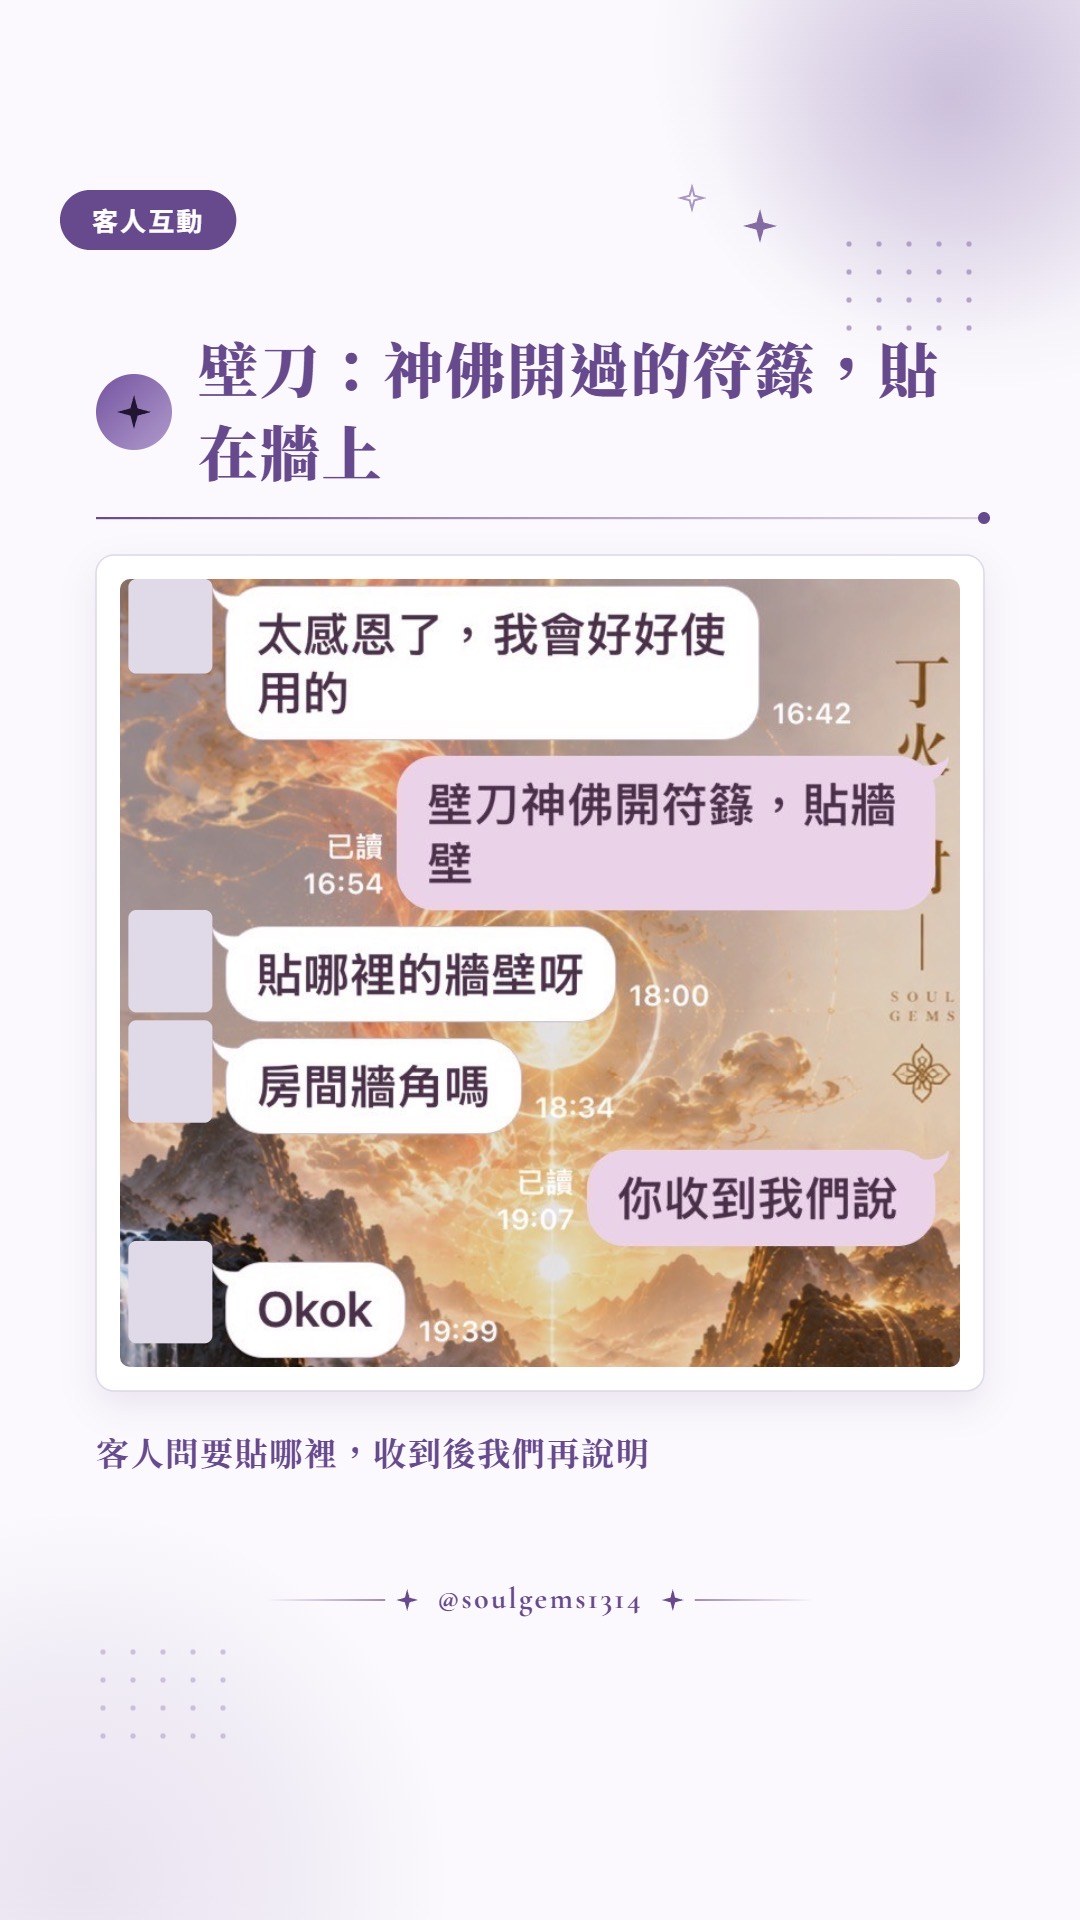 客人互動
壁刀：神佛開過的符籙，貼
在牆上
太感恩了，我會好好使
用的
16:42
丁
火
壁刀神佛開符籙，貼牆
壁
已讀
16:54
貼哪裡的牆壁呀
18:00
SOUL
GEMS
房間牆角嗎
18:34
你收到我們說
已讀
19:07
Okok
19:39
客人問要貼哪裡，收到後我們再說明
@soulgems1314